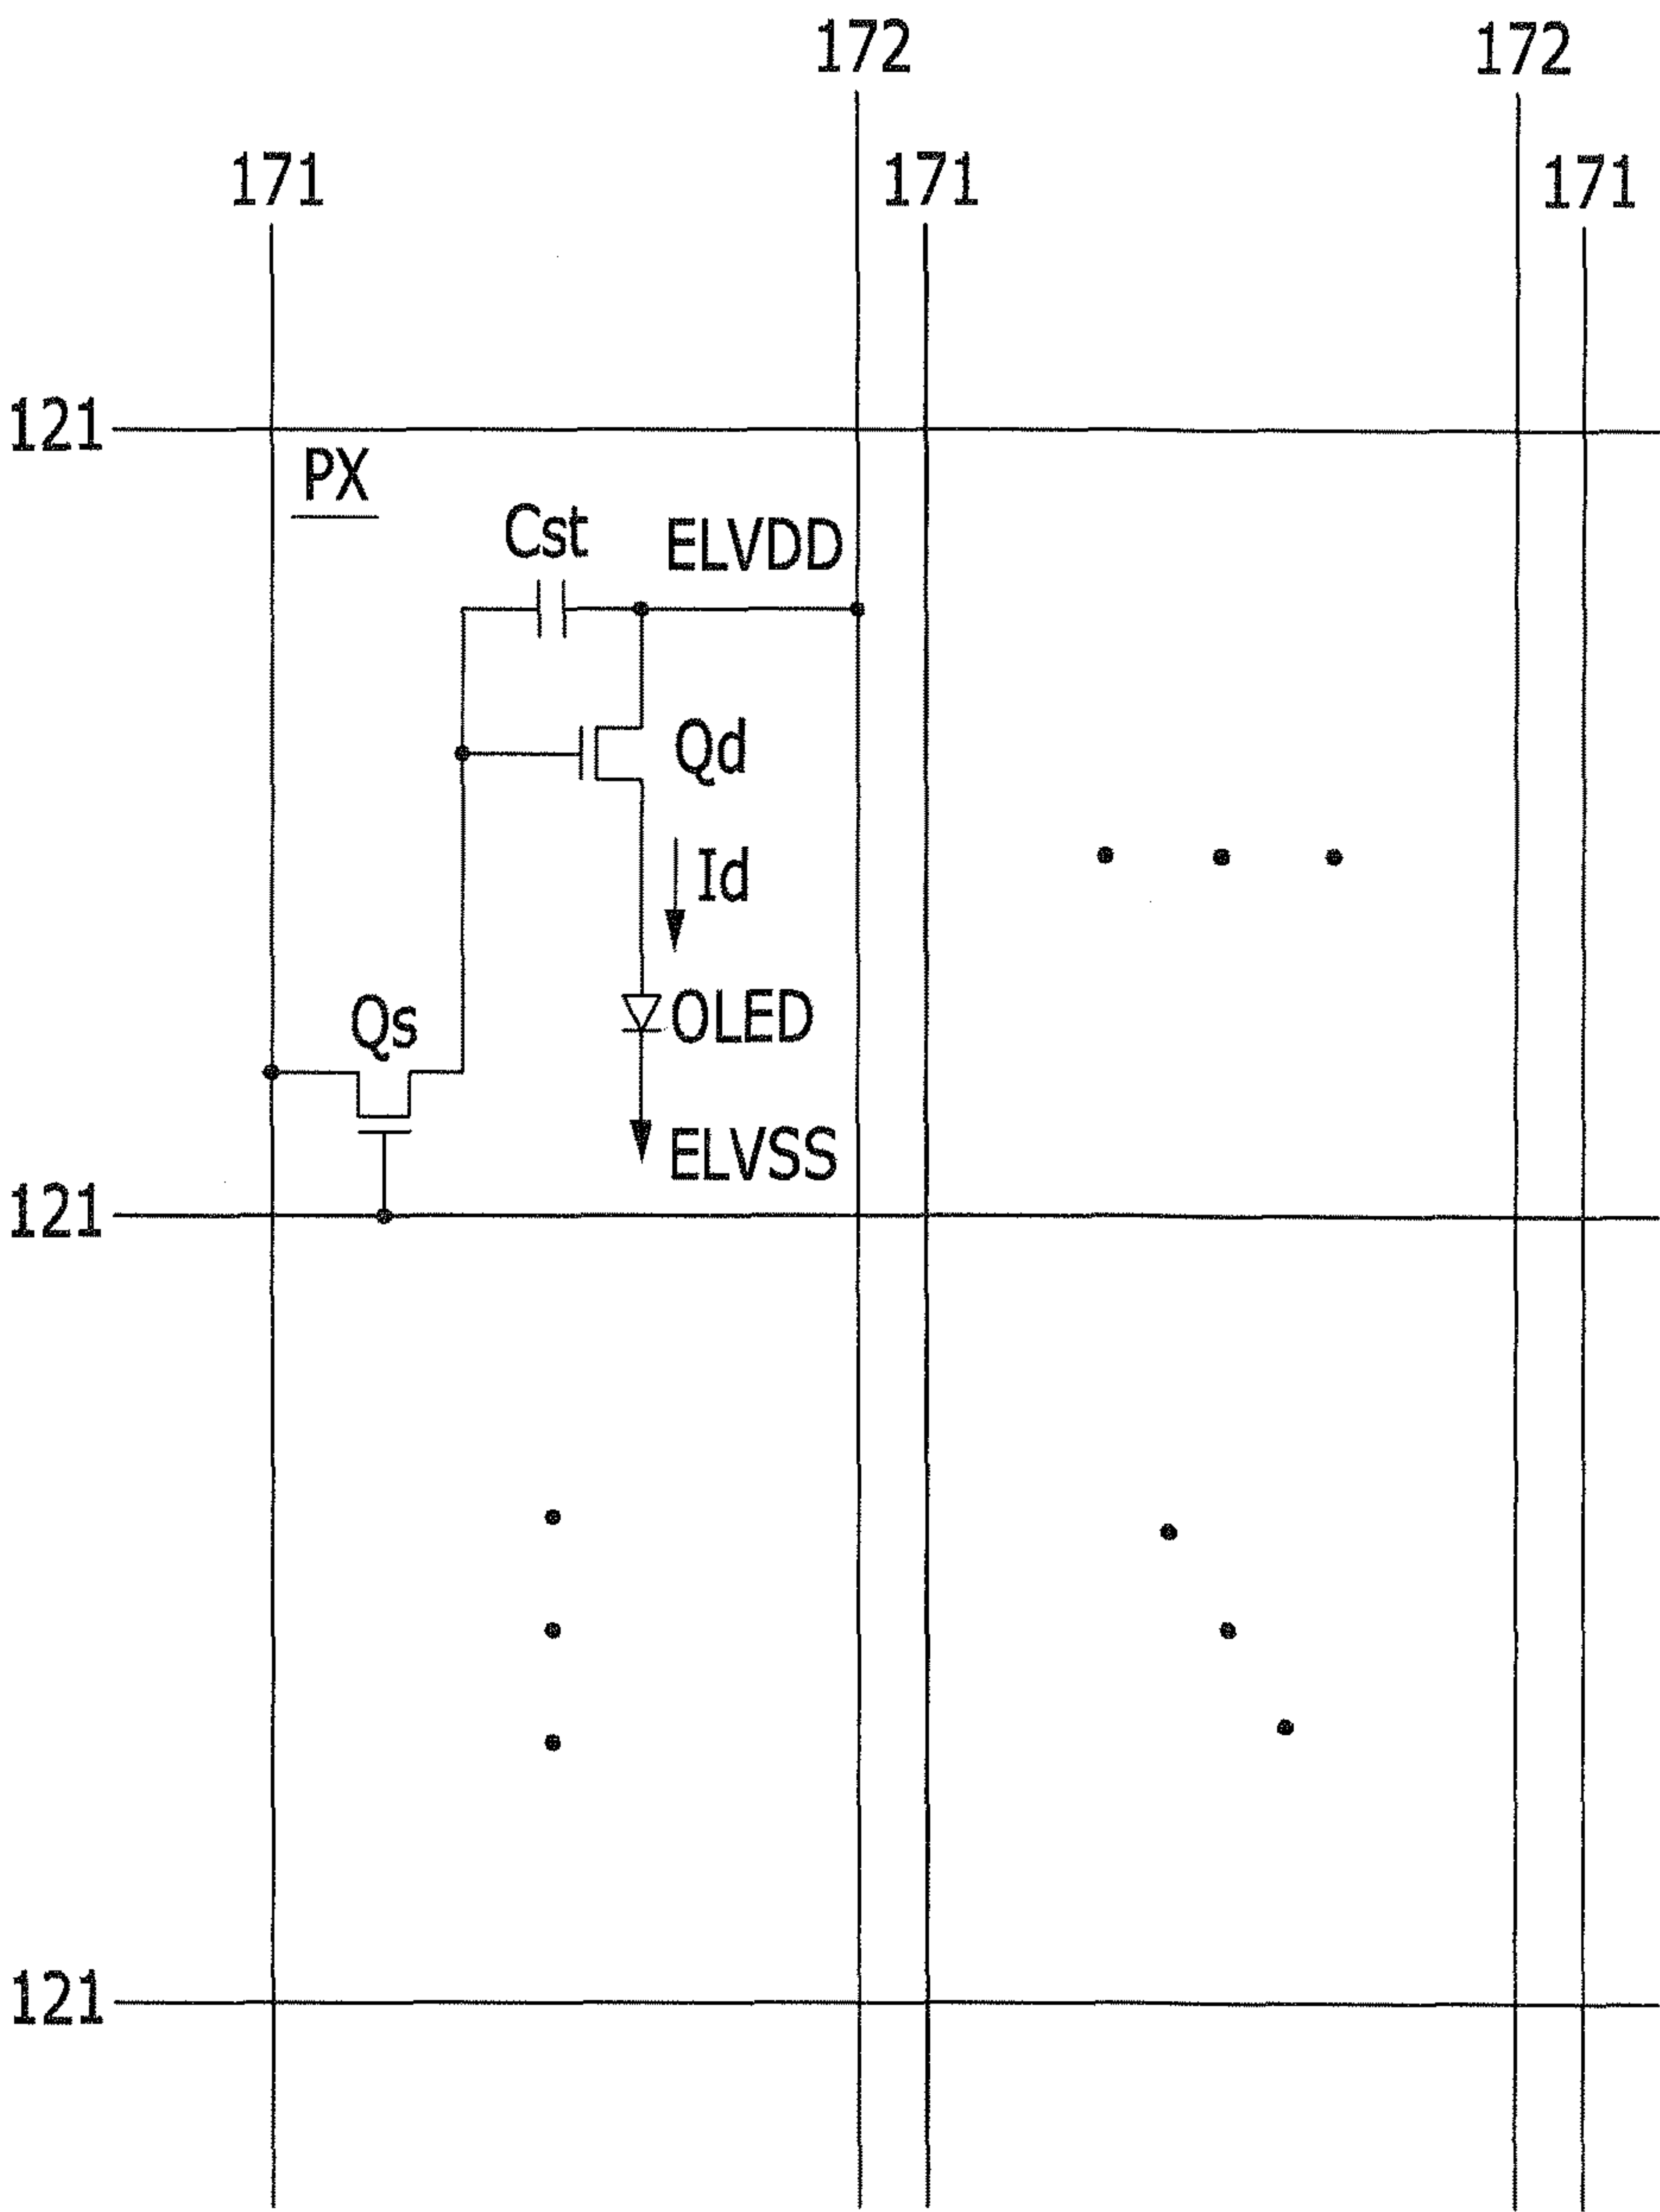 172 172
171 171 171
121
PX
Cst ELVDD
Qd
Id
Qs OLED
ELVSS
121
121